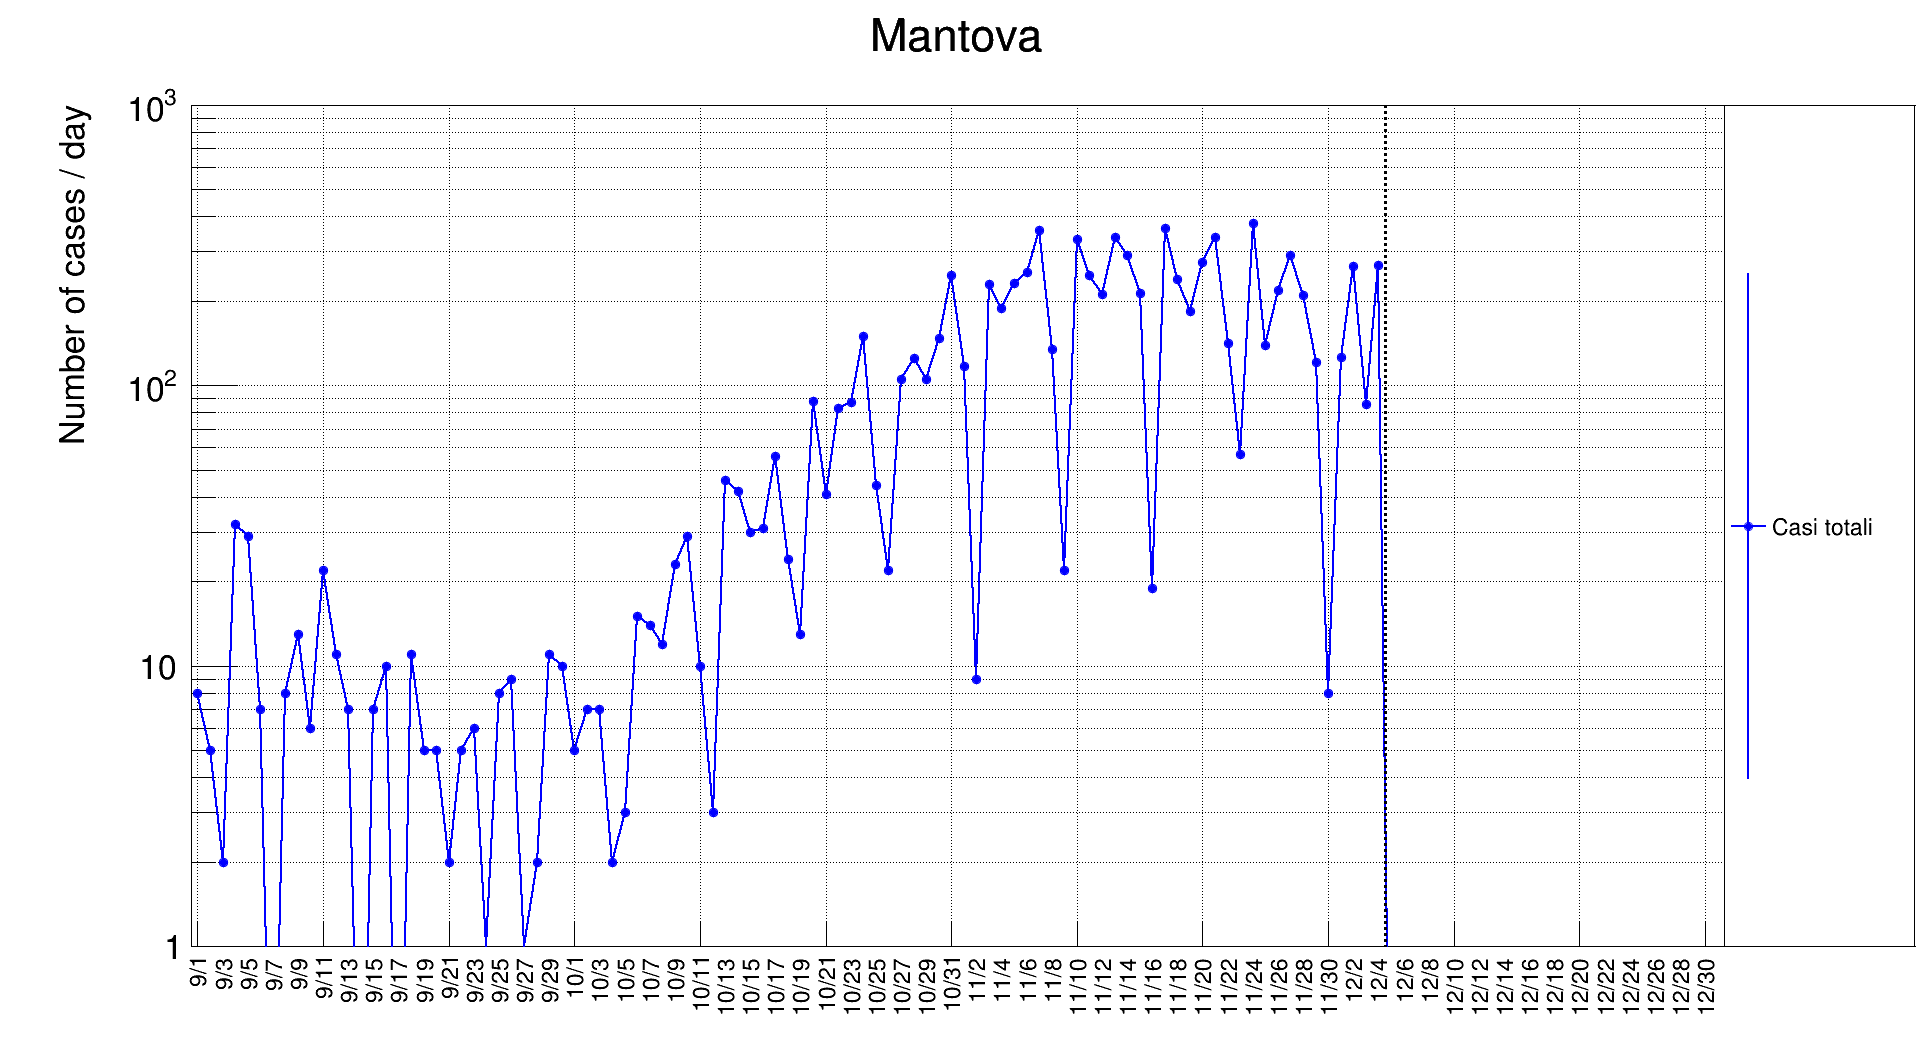 Mantova
Number of cases / day
10³
10²
10
1
9/1 9/3 9/5 9/7 9/9 9/11 9/13 9/15 9/17 9/19 9/21 9/23 9/25 9/27 9/29 10/1 10/3 10/5 10/7 10/9 10/11 10/13 10/15 10/17 10/19 10/21 10/23 10/25 10/27 10/29 10/31 11/2 11/4 11/6 11/8 11/10 11/12 11/14 11/16 11/18 11/20 11/22 11/24 11/26 11/28 11/30 12/2 12/4 12/6 12/8 12/10 12/12 12/14 12/16 12/18 12/20 12/22 12/24 12/26 12/28 12/30
Casi totali